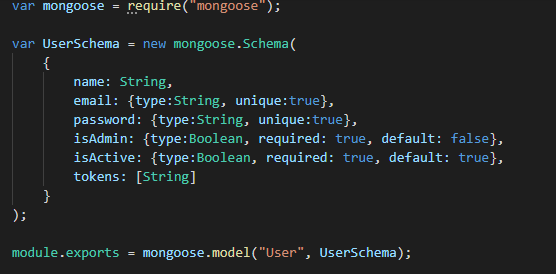 var mongoose = require("mongoose");
var UserSchema = new mongoose.Schema(
{
name: String,
email: {type:String, unique:true},
password: {type:String, unique:true},
isAdmin: {type:Boolean, required: true, default: false},
isActive: {type:Boolean, required: true, default: true},
tokens: [String]
}
);
module.exports = mongoose.model("User", UserSchema);